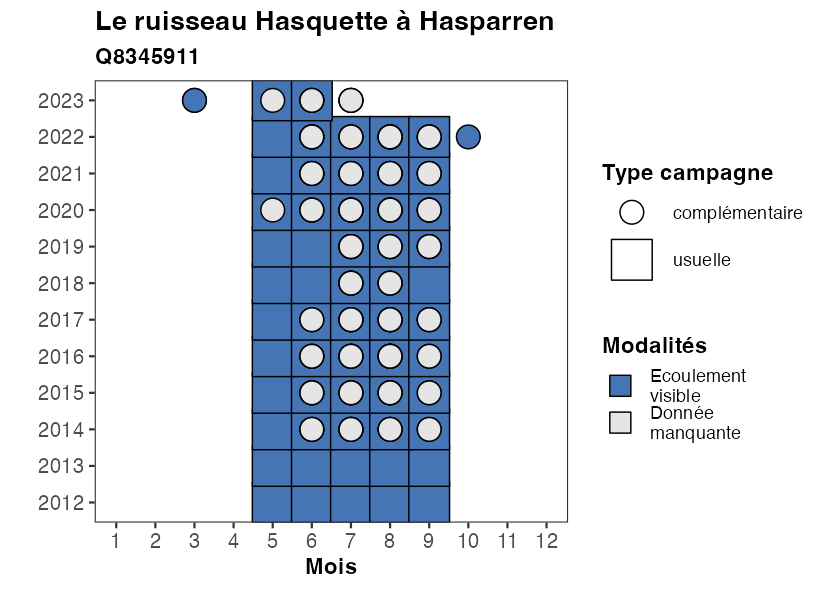 Le ruisseau Hasquette à Hasparren
Q8345911
2023
2022
2021
2020
2019
2018
2017
2016
2015
2014
2013
2012
1 2 3 4 5 6 7 8 9 10 11 12
Mois
Type campagne
complémentaire
usuelle
Modalités
Ecoulement
visible
Donnée
manquante